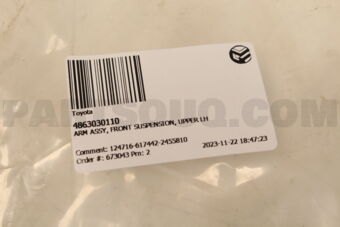 Toyota
4863030110
ARM ASSY, FRONT SUSPENSION, UPPER LH
Comment: 124716-617442-2455810
2023-11-22 18:47:23
Order #: 673043 Prn: 2
PARTSOUQ.COM